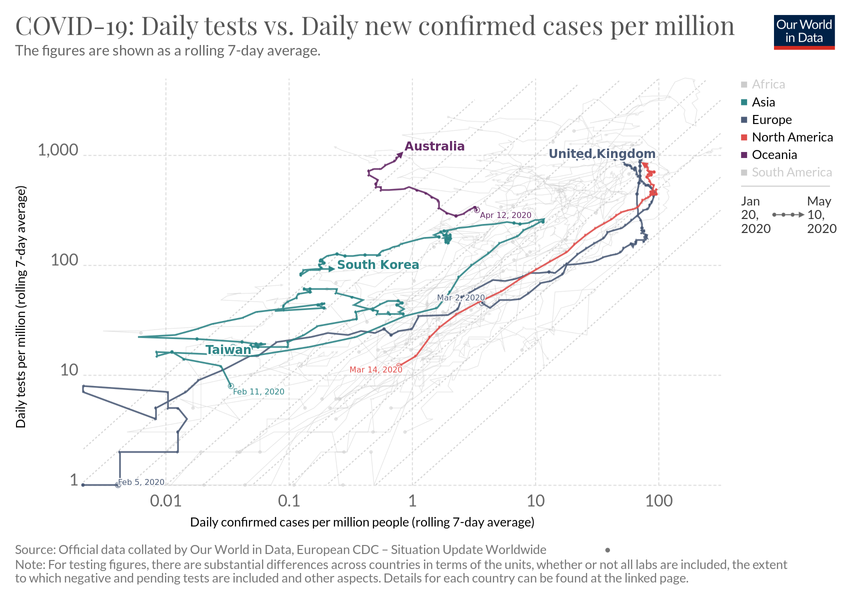 COVID-19: Daily tests vs. Daily new confirmed cases per million
The figures are shown as a rolling 7-day average.
Our World
in Data
Africa
Asia
Europe
North America
Oceania
South America
Jan
20,
2020
May
10,
2020
Daily tests per million (rolling 7-day average)
1,000
100
10
1
Australia
Apr 12, 2020
United Kingdom
South Korea
Mar 2, 2020
Taiwan
Mar 14, 2020
Feb 11, 2020
Feb 5, 2020
0.01
0.1
1
10
100
Daily confirmed cases per million people (rolling 7-day average)
Source: Official data collated by Our World in Data, European CDC – Situation Update Worldwide
Note: For testing figures, there are substantial differences across countries in terms of the units, whether or not all labs are included, the extent
to which negative and pending tests are included and other aspects. Details for each country can be found at the linked page.